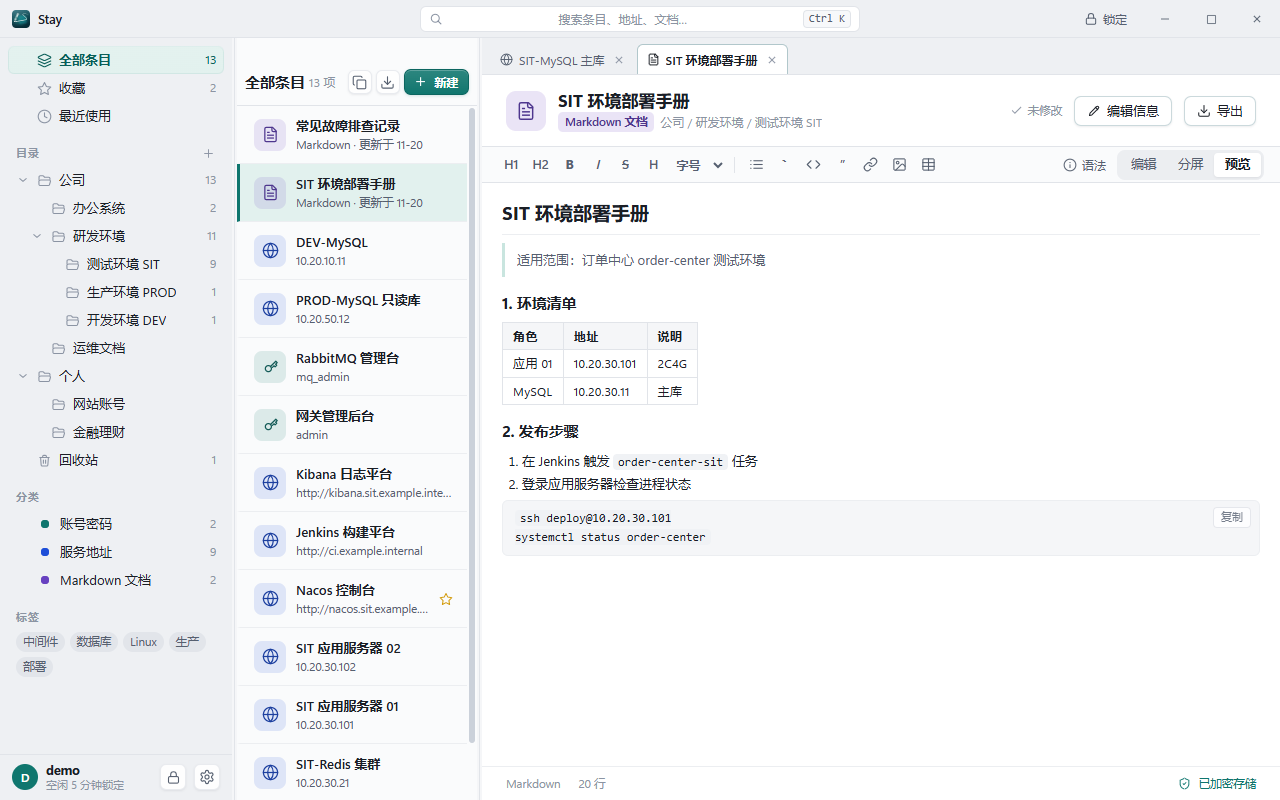 Stay
搜索条目、地址、文档...
Ctrl K
锁定
全部条目 13
收藏 2
最近使用
目录
公司 13
办公系统 2
研发环境 11
测试环境 SIT 9
生产环境 PROD 1
开发环境 DEV 1
运维文档
个人
网站账号
金融理财
回收站 1
分类
账号密码 2
服务地址 9
Markdown 文档 2
标签
中间件 数据库 Linux 生产
部署
D
demo
空闲 5 分钟锁定
全部条目 13 项
新建
常见故障排查记录
Markdown · 更新于 11-20
SIT 环境部署手册
Markdown · 更新于 11-20
DEV-MySQL
10.20.10.11
PROD-MySQL 只读库
10.20.50.12
RabbitMQ 管理台
mq_admin
网关管理后台
admin
Kibana 日志平台
http://kibana.sit.example.inte...
Jenkins 构建平台
http://ci.example.internal
Nacos 控制台
http://nacos.sit.example....
SIT 应用服务器 02
10.20.30.102
SIT 应用服务器 01
10.20.30.101
SIT-Redis 集群
10.20.30.21
SIT-MySQL 主库
SIT 环境部署手册
SIT 环境部署手册
Markdown 文档 公司 / 研发环境 / 测试环境 SIT
未修改
编辑信息
导出
H1 H2 B I S H 字号 ` <> "
语法
编辑 分屏 预览
SIT 环境部署手册
适用范围：订单中心 order-center 测试环境
1. 环境清单
角色 地址 说明
应用 01 10.20.30.101 2C4G
MySQL 10.20.30.11 主库
2. 发布步骤
1. 在 Jenkins 触发 order-center-sit 任务
2. 登录应用服务器检查进程状态
ssh deploy@10.20.30.101
systemctl status order-center
复制
Markdown 20 行
已加密存储